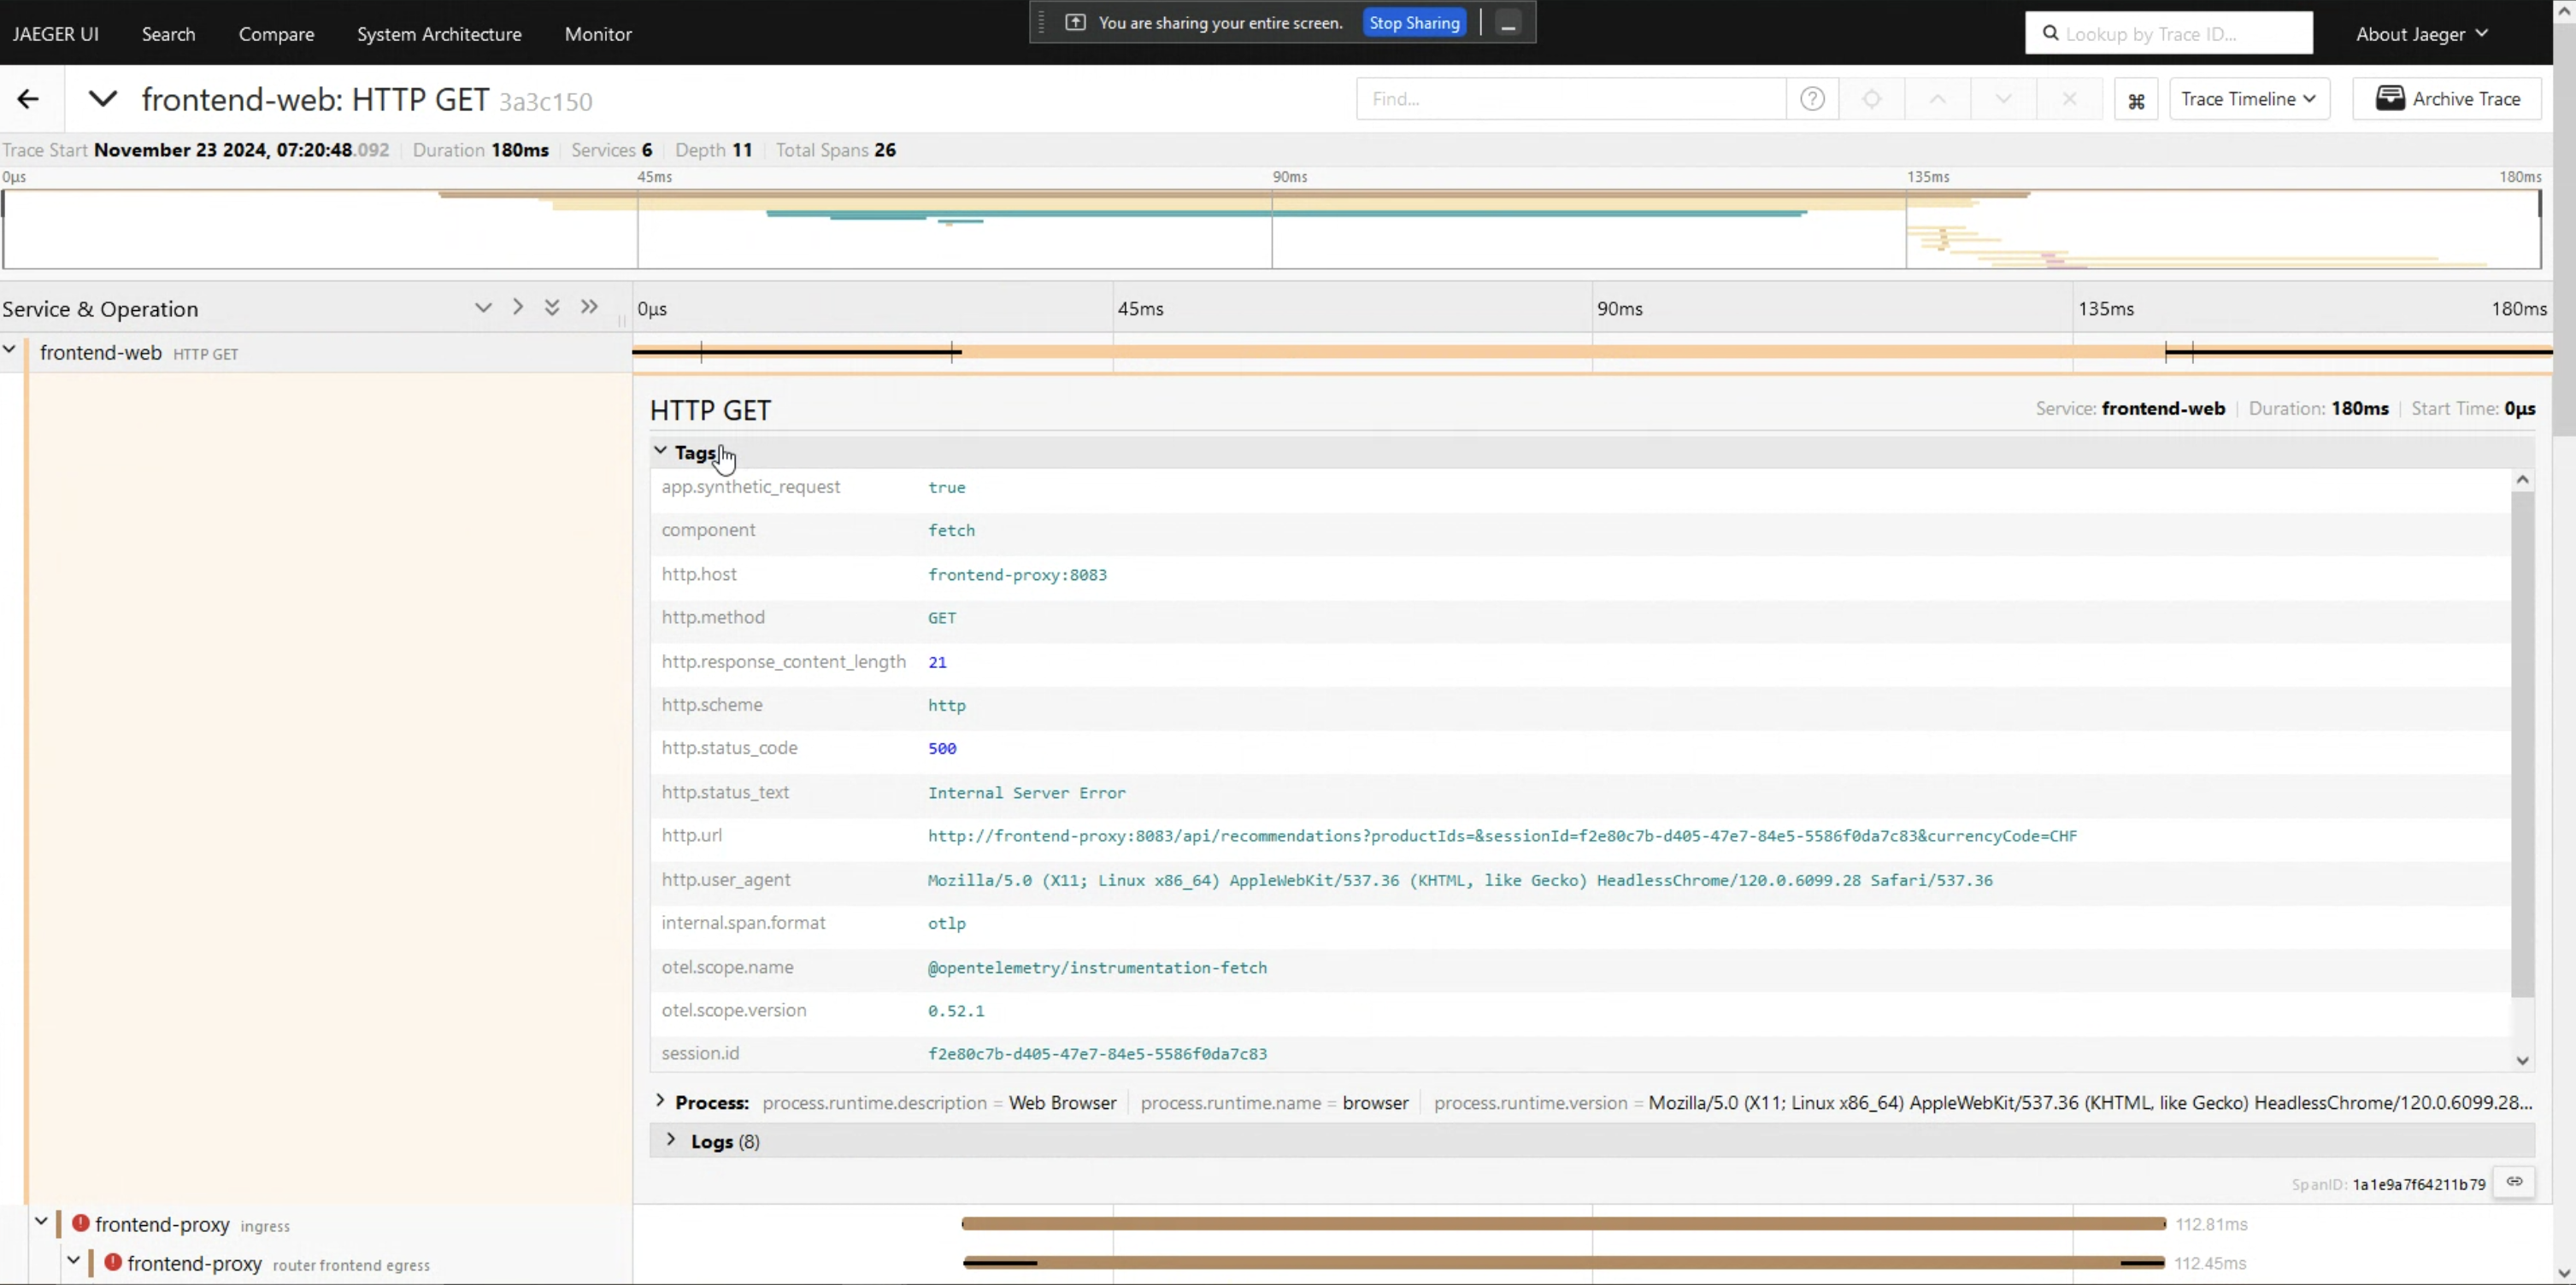 You are sharing your entire screen. Stop Sharing
JAEGER UI Search Compare System Architecture Monitor Lookup by Trace ID... About Jaeger
frontend-web: HTTP GET 3a3c150 Find... Trace Timeline Archive Trace
Trace Start November 23 2024, 07:20:48.092 Duration 180ms Services 6 Depth 11 Total Spans 26
0μs 45ms 90ms 135ms 180ms
Service & Operation 0μs 45ms 90ms 135ms 180ms
frontend-web HTTP GET
HTTP GET Service: frontend-web Duration: 180ms Start Time: 0μs
Tags
app.synthetic_request true
component fetch
http.host frontend-proxy:8083
http.method GET
http.response_content_length 21
http.scheme http
http.status_code 500
http.status_text Internal Server Error
http.url http://frontend-proxy:8083/api/recommendations?productIds=&sessionId=f2e80c7b-d405-47e7-84e5-5586f0da7c83&currencyCode=CHF
http.user_agent Mozilla/5.0 (X11; Linux x86_64) AppleWebKit/537.36 (KHTML, like Gecko) HeadlessChrome/120.0.6099.28 Safari/537.36
internal.span.format otlp
otel.scope.name @opentelemetry/instrumentation-fetch
otel.scope.version 0.52.1
session.id f2e80c7b-d405-47e7-84e5-5586f0da7c83
Process: process.runtime.description = Web Browser process.runtime.name = browser process.runtime.version = Mozilla/5.0 (X11; Linux x86_64) AppleWebKit/537.36 (KHTML, like Gecko) HeadlessChrome/120.0.6099.28...
Logs (8)
SpanID: 1a1e9a7f64211b79
frontend-proxy ingress 112.81ms
frontend-proxy router frontend egress 112.45ms